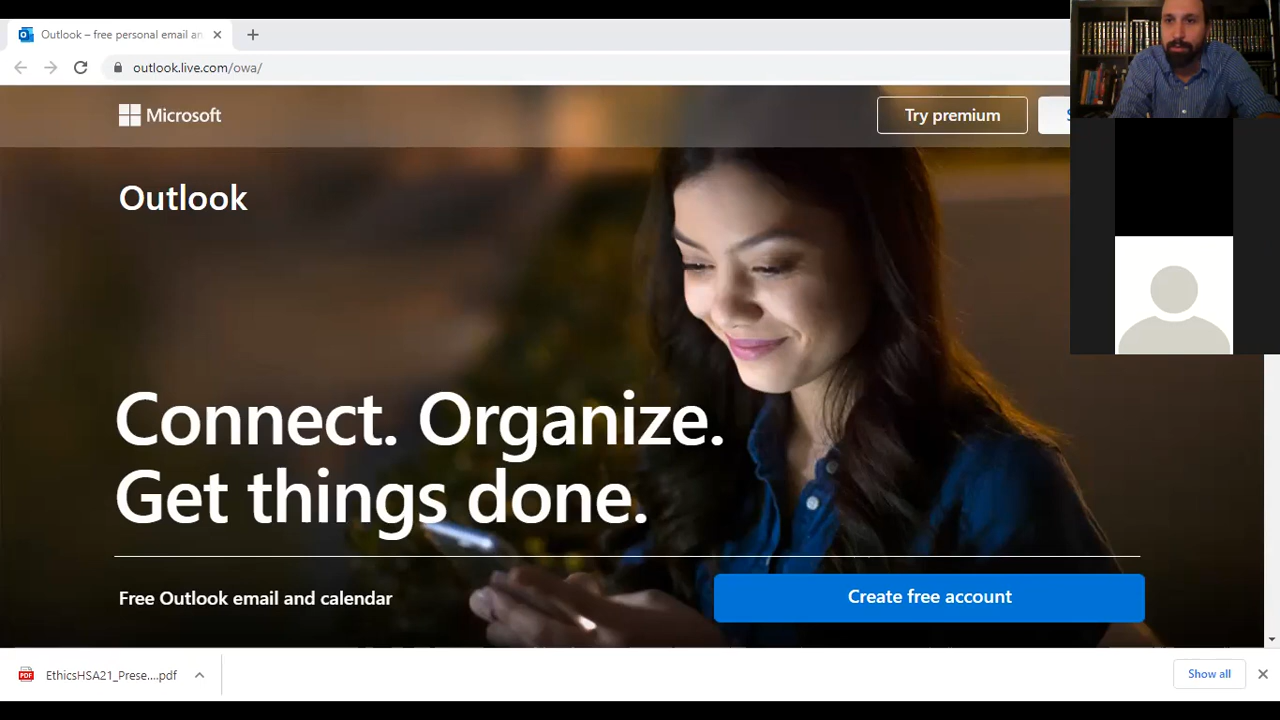 Outlook – free personal email an
outlook.live.com/owa/
Microsoft
Try premium
Outlook
Connect. Organize.
Get things done.
Free Outlook email and calendar
Create free account
PDF
EthicsHSA21_Prese....pdf
Show all